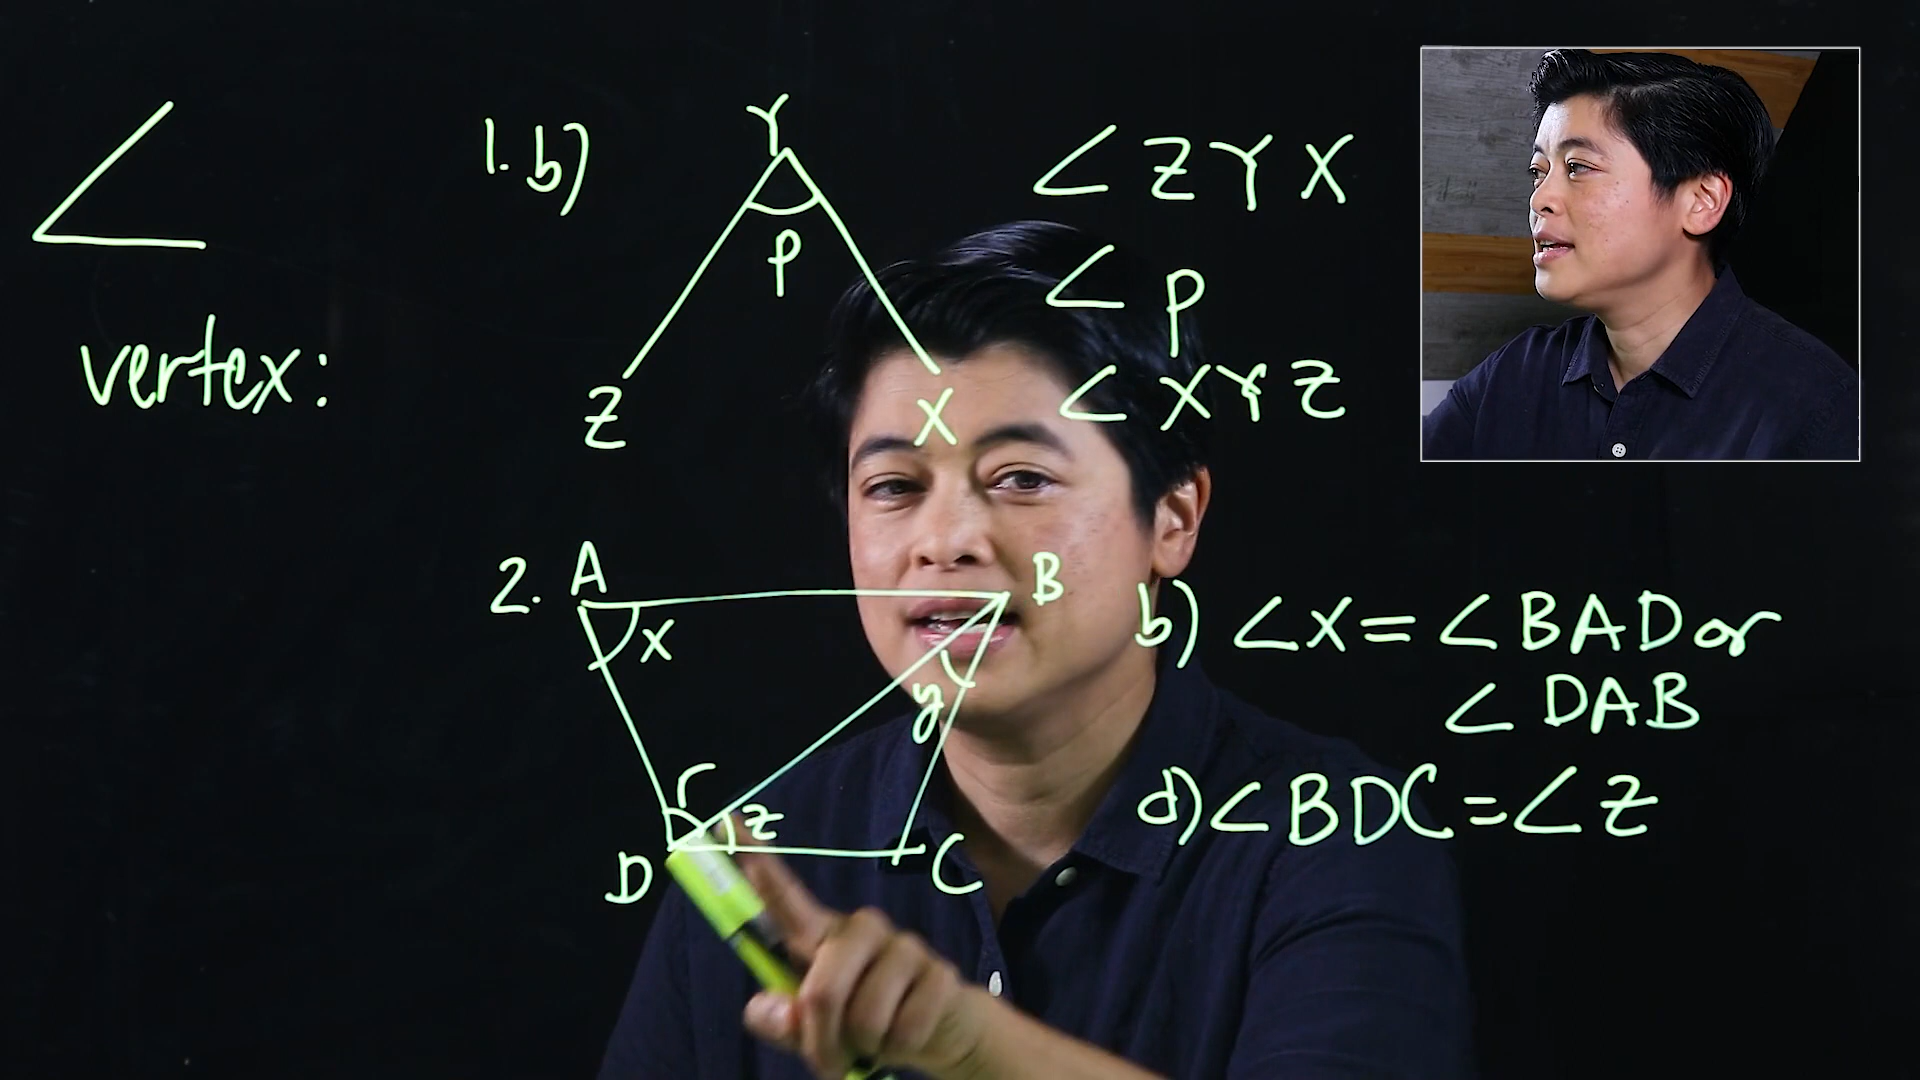 1.b)
Y
P
Z
X
∠ZYX
∠P
∠XYZ
vertex:
2.
A
B
x
y
r
z
D
C
b) ∠x = ∠BAD or
∠DAB
d) ∠BDC = ∠z